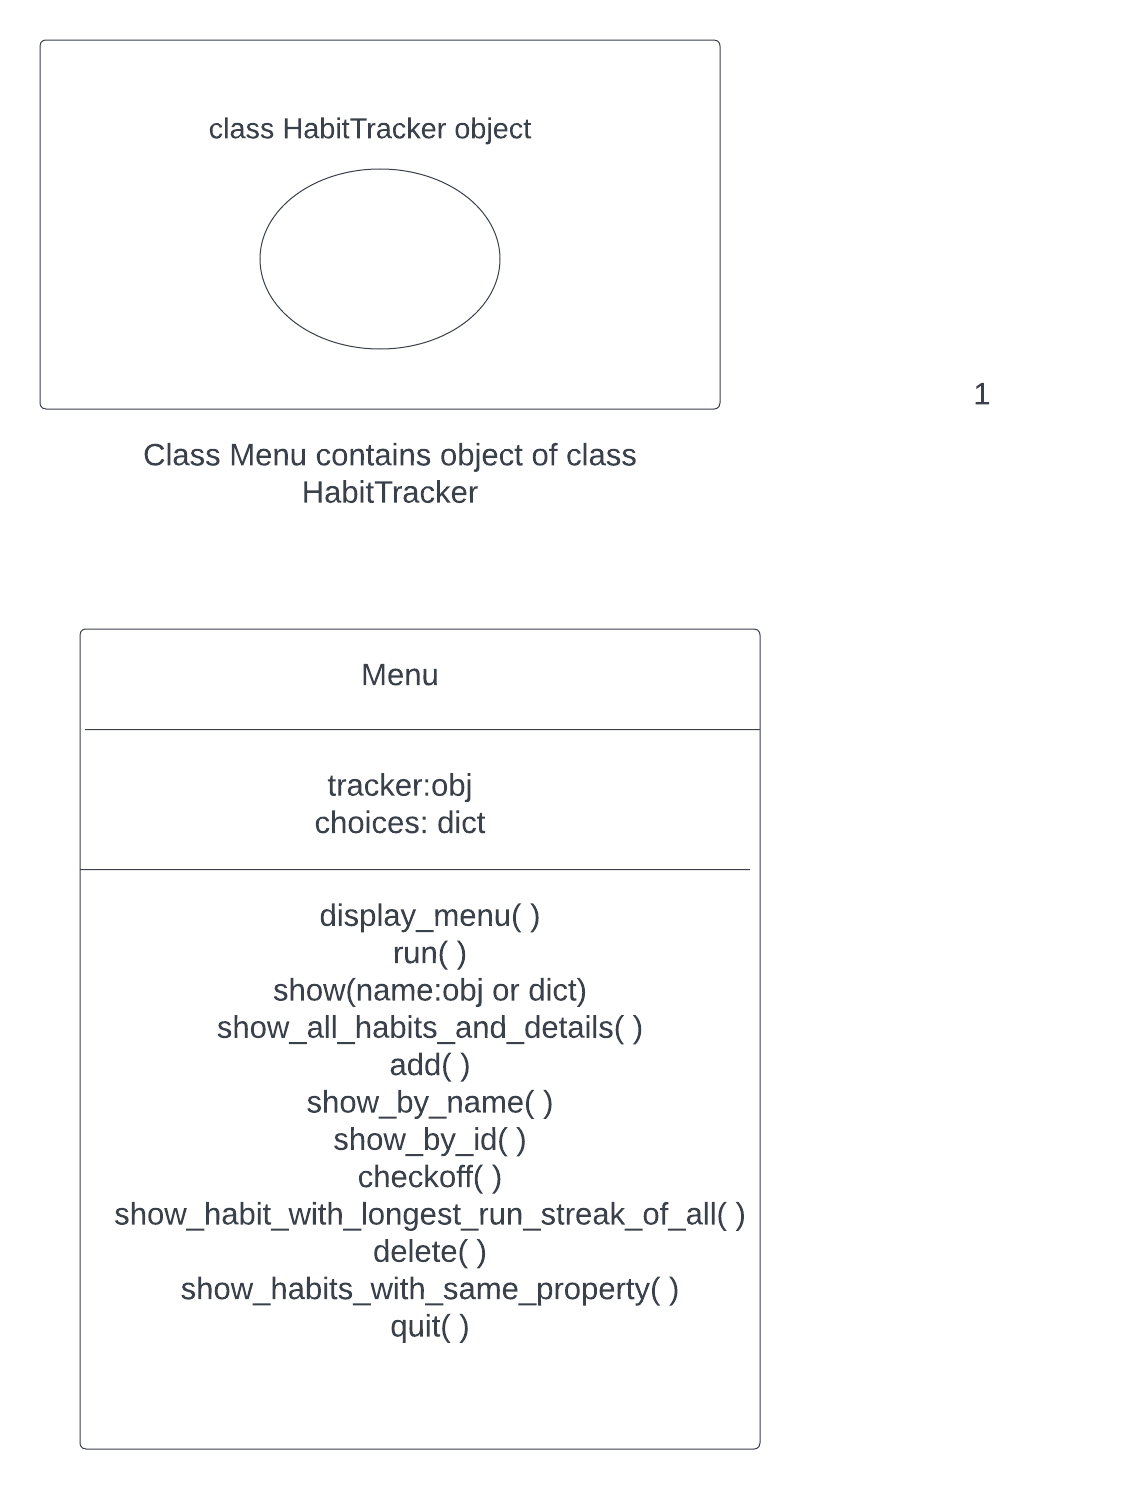 class HabitTracker object
1
Class Menu contains object of class
HabitTracker
Menu
tracker:obj
choices: dict
display_menu( )
run( )
show(name:obj or dict)
show_all_habits_and_details( )
add( )
show_by_name( )
show_by_id( )
checkoff( )
show_habit_with_longest_run_streak_of_all( )
delete( )
show_habits_with_same_property( )
quit( )